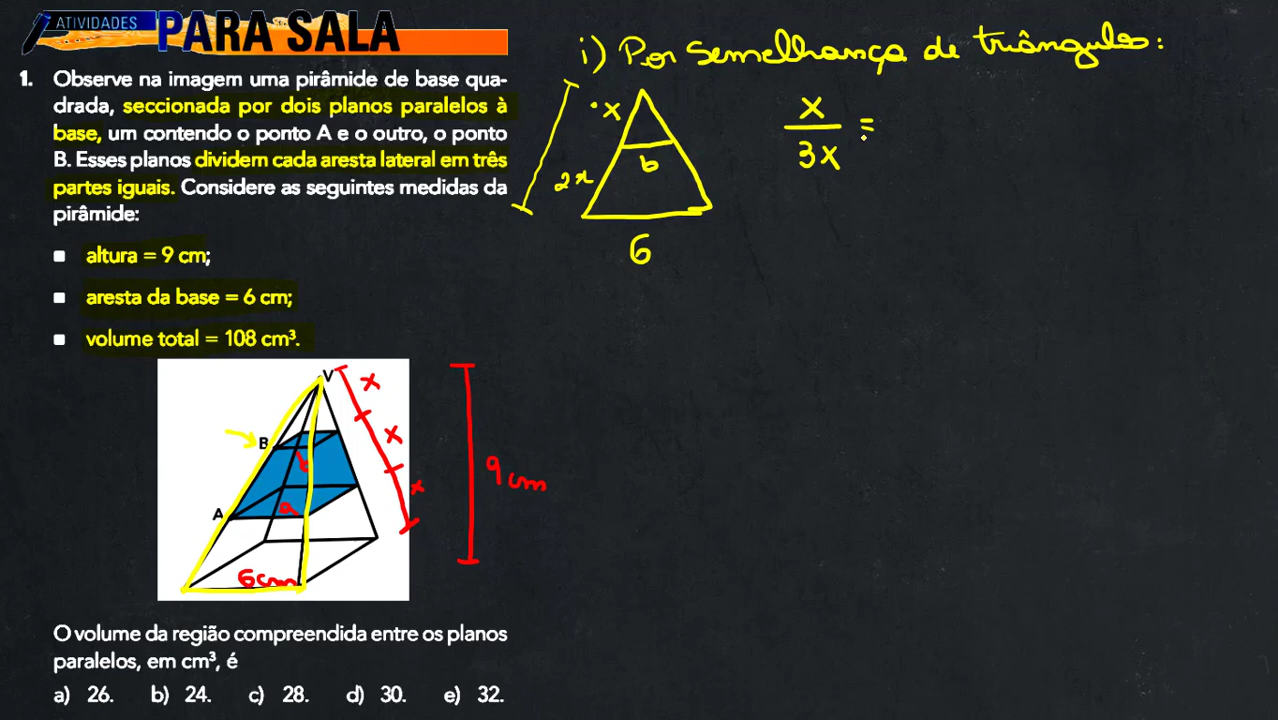 ATIVIDADES PARA SALA
1. Observe na imagem uma pirâmide de base qua-
drada, seccionada por dois planos paralelos à
base, um contendo o ponto A e o outro, o ponto
B. Esses planos dividem cada aresta lateral em três
partes iguais. Considere as seguintes medidas da
pirâmide:
■ altura = 9 cm;
■ aresta da base = 6 cm;
■ volume total = 108 cm³.
V
x
B
b
x
A
a
x
6cm
9cm
O volume da região compreendida entre os planos
paralelos, em cm³, é
a) 26. b) 24. c) 28. d) 30. e) 32.
i) Por semelhança de triângulos:
x
b
2x
6
x/3x =